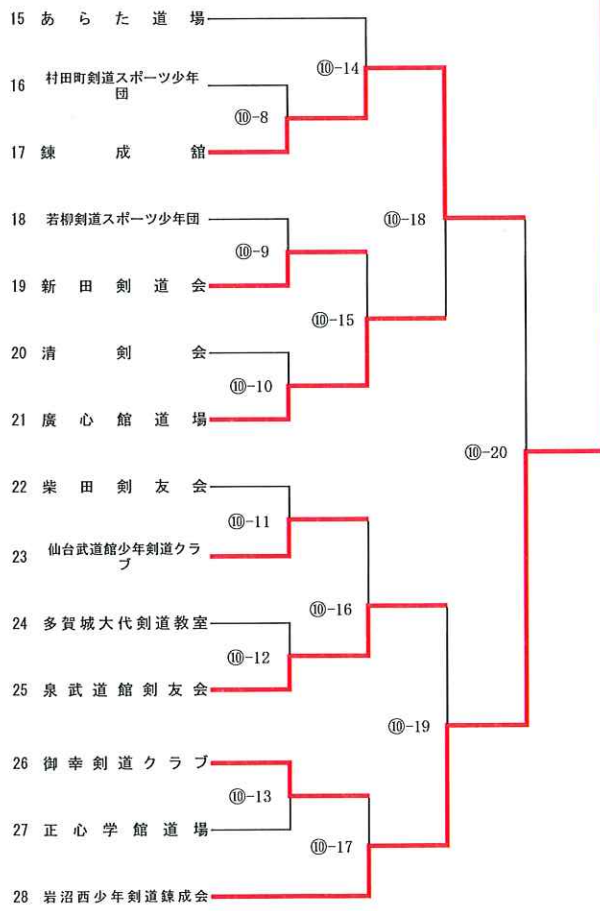 15 あらた道場
⑩-14
16 村田町剣道スポーツ少年
団
⑩-8
17 錬成舘
18 若柳剣道スポーツ少年団
⑩-18
⑩-9
19 新田剣道会
⑩-15
20 清剣会
⑩-10
21 廣心館道場
⑩-20
22 柴田剣友会
⑩-11
23 仙台武道館少年剣道クラ
ブ
⑩-16
24 多賀城大代剣道教室
⑩-12
25 泉武道館剣友会
⑩-19
26 御幸剣道クラブ
⑩-13
27 正心学館道場
⑩-17
28 岩沼西少年剣道錬成会